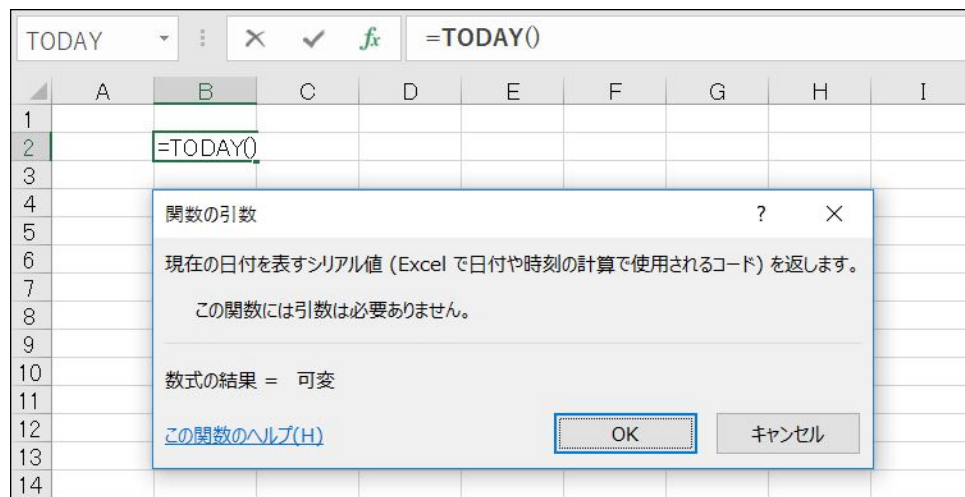 TODAY fx =TODAY()
A B C D E F G H I
1
2 =TODAY()
3
4
関数の引数 ? ×
5
6 現在の日付を表すシリアル値 (Excel で日付や時刻の計算で使用されるコード) を返します。
7
8 この関数には引数は必要ありません。
9
10 数式の結果 = 可変
11
12 この関数のヘルプ(H) OK キャンセル
13
14